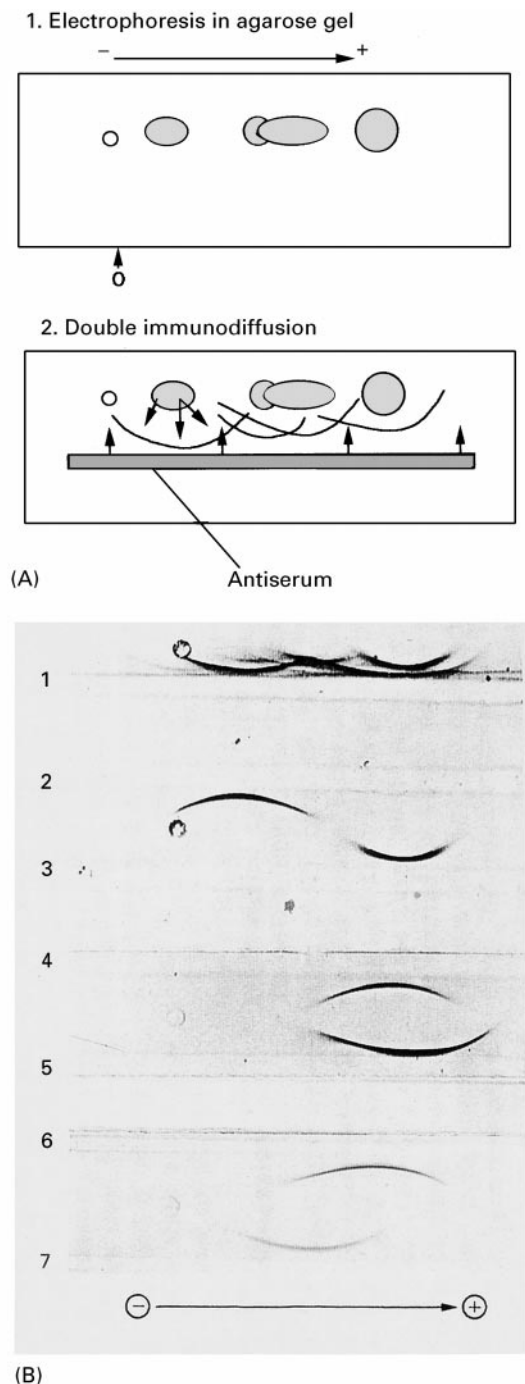 1. Electrophoresis in agarose gel
− +
O
2. Double immunodiffusion
(A) Antiserum
1
2
3
4
5
6
7
− +
(B)